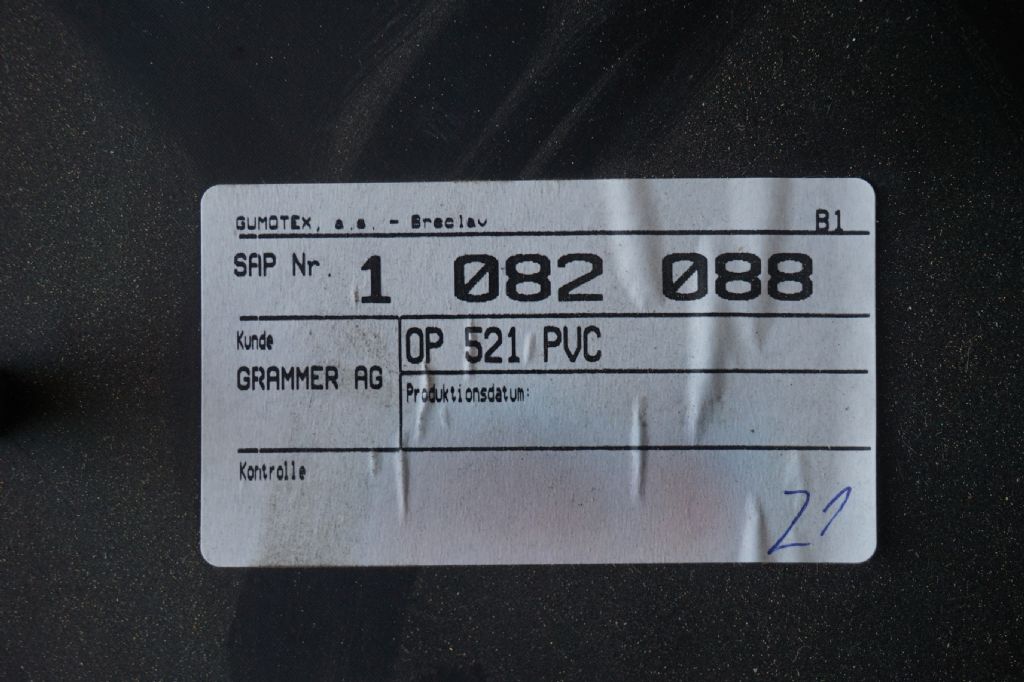 GUMOTEX, a.s. - Breclav B1
SAP Nr. 1 082 088
Kunde
OP 521 PVC
GRAMMER AG
Produktionsdatum:
Kontrolle
Z1